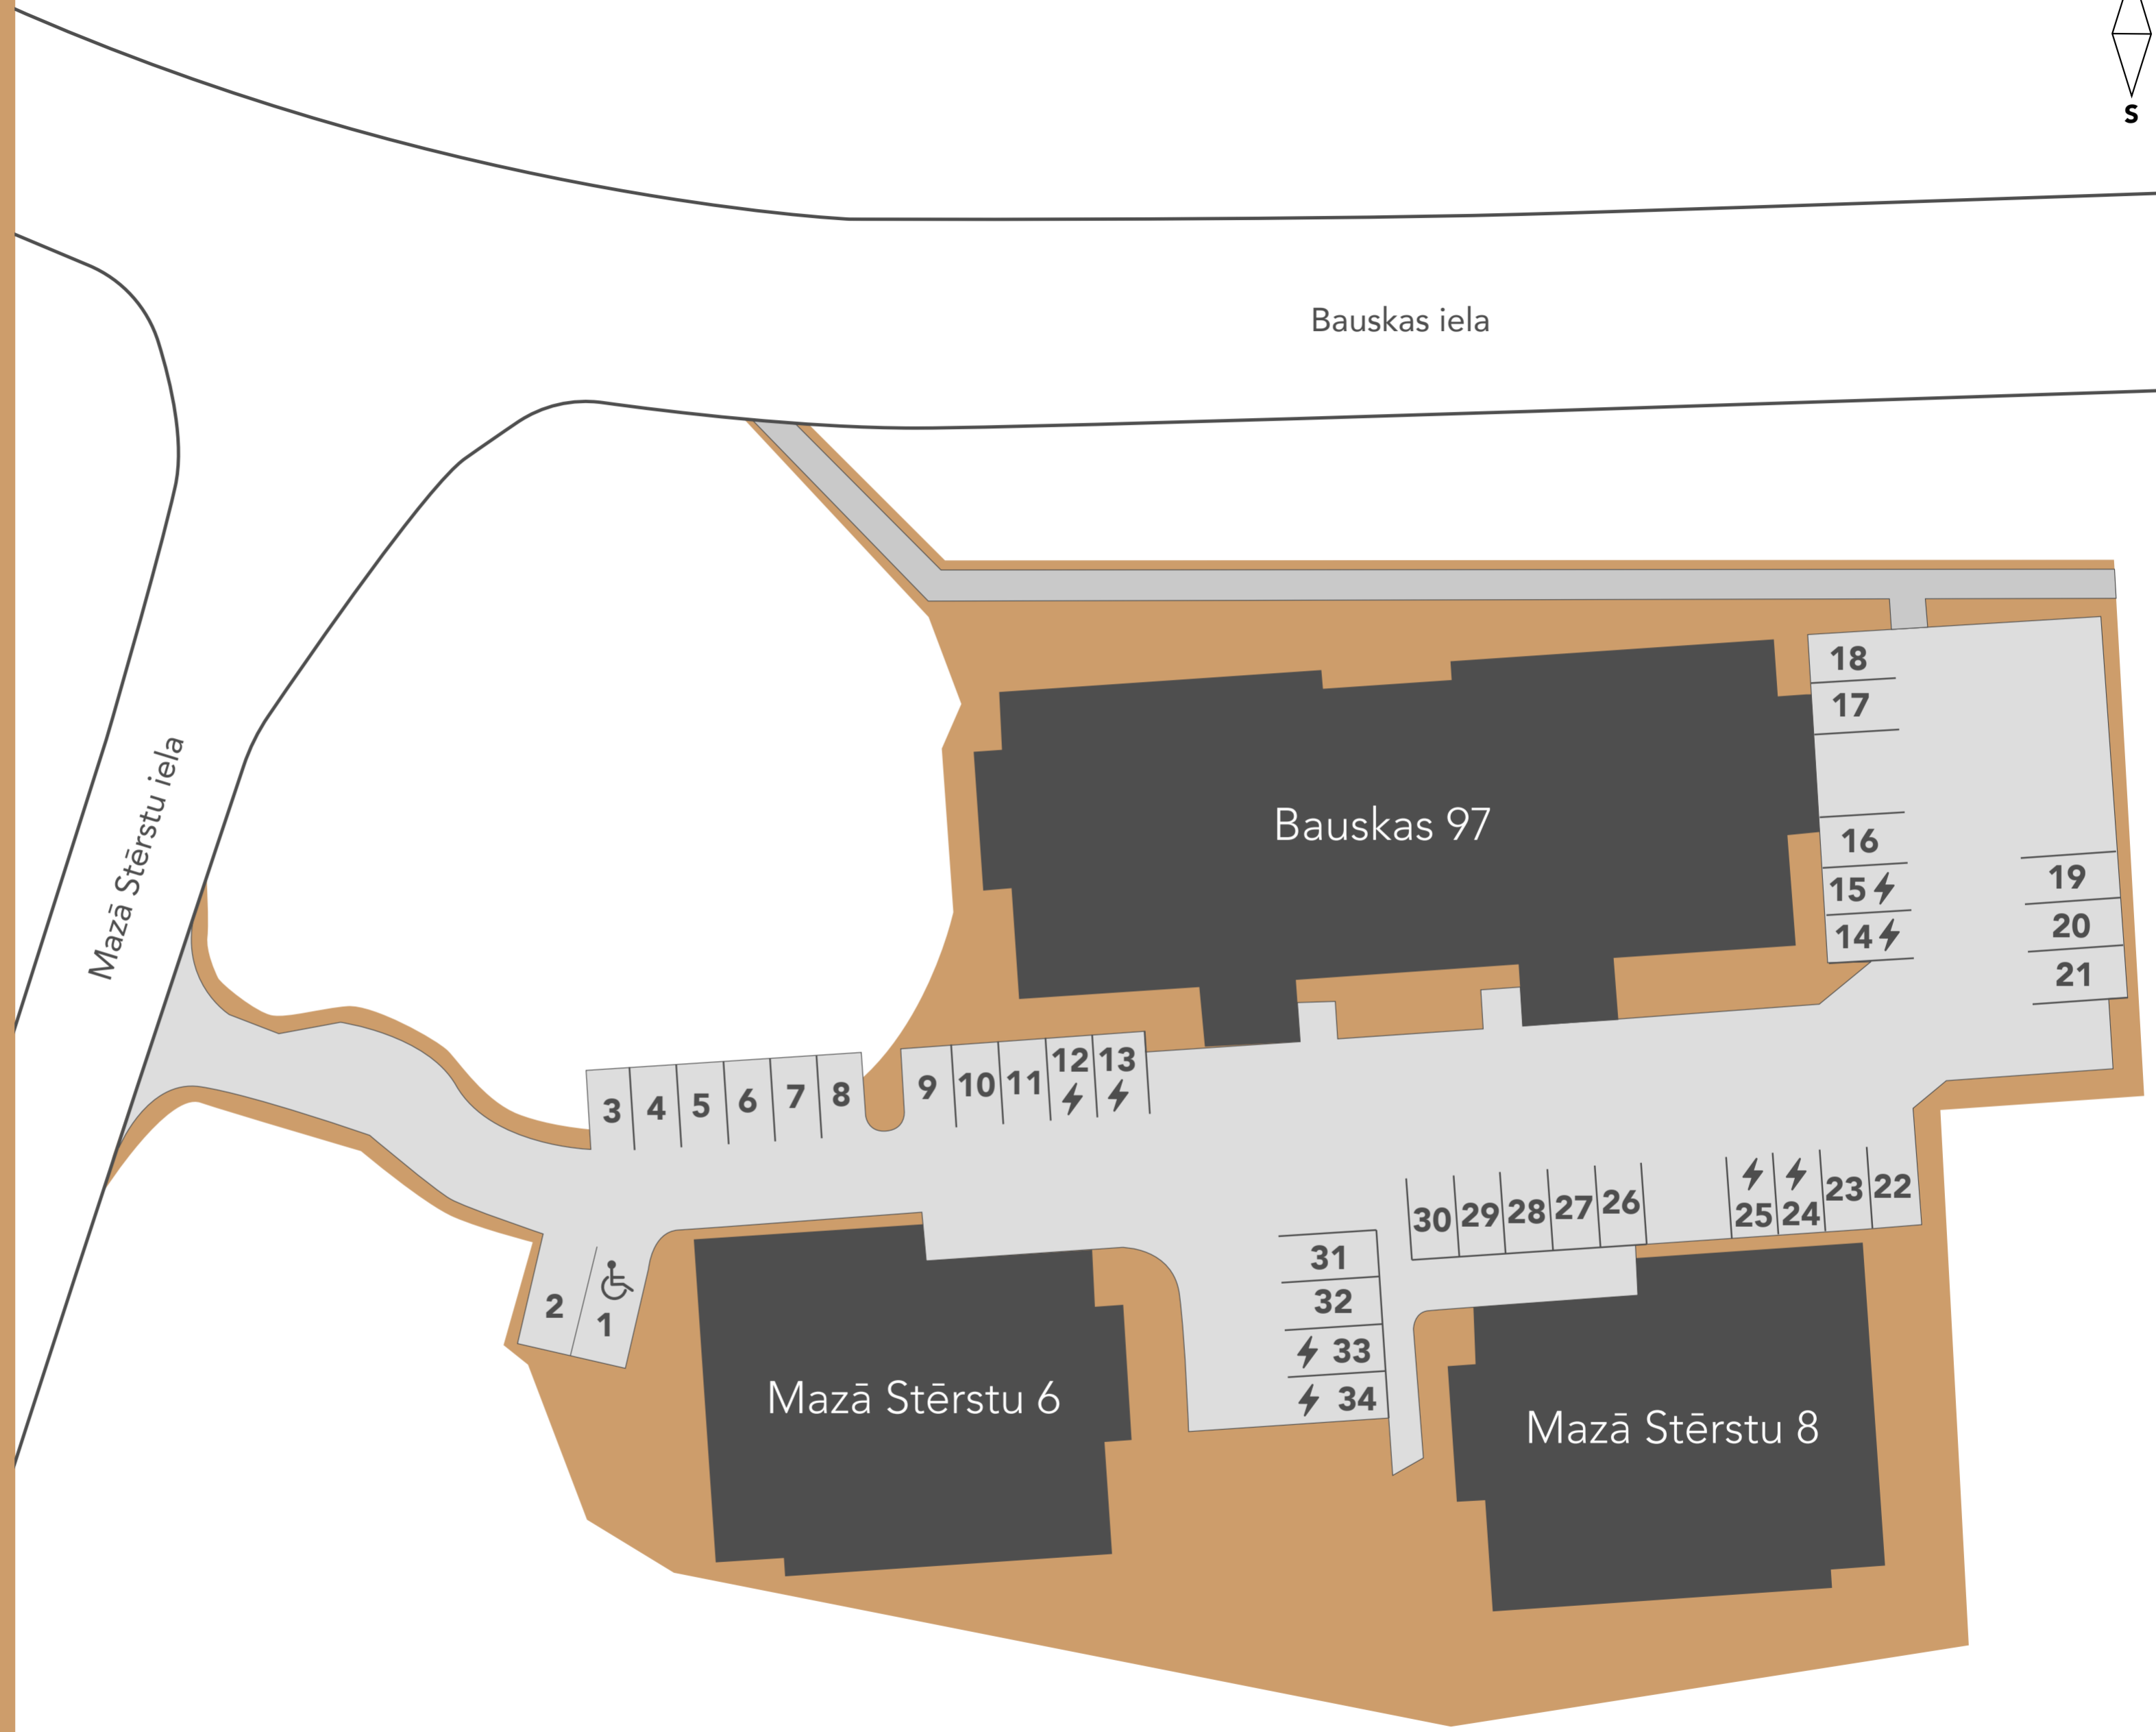 S
Bauskas iela
Mazā Stērstu iela
Bauskas 97
18
17
16
15
14
19
20
21
3 4 5 6 7 8 9 10 11 12 13
30 29 28 27 26 25 24 23 22
2 1
31
32
33
34
Mazā Stērstu 6
Mazā Stērstu 8